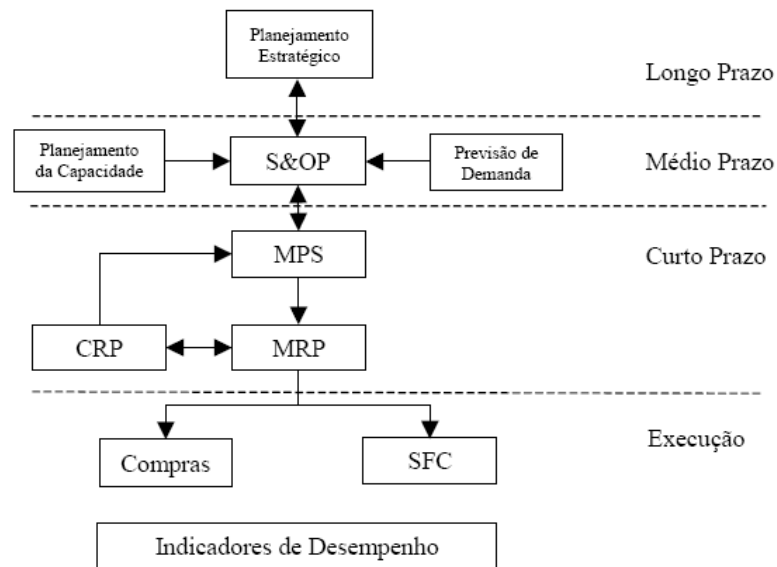 Planejamento
Estratégico
Longo Prazo
Planejamento
da Capacidade
S&OP
Previsão de
Demanda
Médio Prazo
MPS
Curto Prazo
CRP
MRP
Compras
SFC
Execução
Indicadores de Desempenho